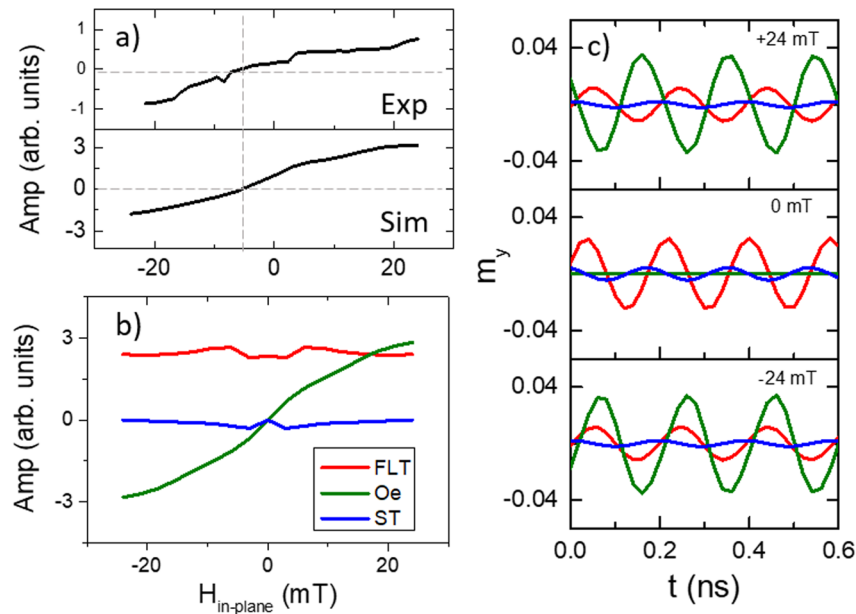 a)
Amp (arb. units)
1
0
1
Exp
3
0
-3
Sim
-20
0
20
b)
Amp (arb. units)
3
0
-3
FLT
Oe
ST
-20
0
20
H in-plane (mT)
c)
+24 mT
0.04
-0.04
0 mT
0.04
-0.04
-24 mT
0.04
-0.04
m y
0.0
0.2
0.4
0.6
t (ns)